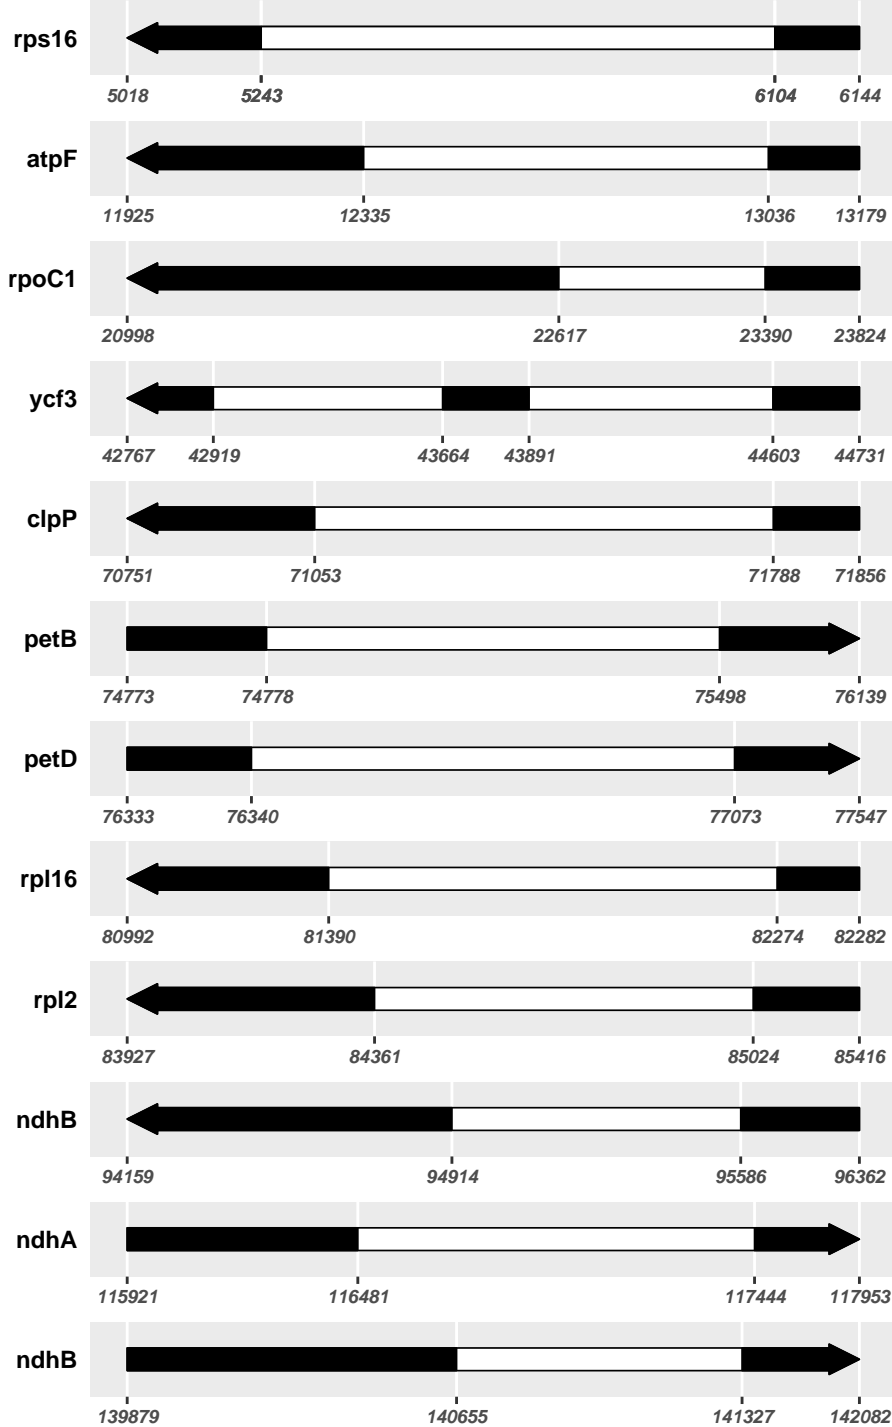 rps16
5018 5243 6104 6144
atpF
11925 12335 13036 13179
rpoC1
20998 22617 23390 23824
ycf3
42767 42919 43664 43891 44603 44731
clpP
70751 71053 71788 71856
petB
74773 74778 75498 76139
petD
76333 76340 77073 77547
rpl16
80992 81390 82274 82282
rpl2
83927 84361 85024 85416
ndhB
94159 94914 95586 96362
ndhA
115921 116481 117444 117953
ndhB
139879 140655 141327 142082